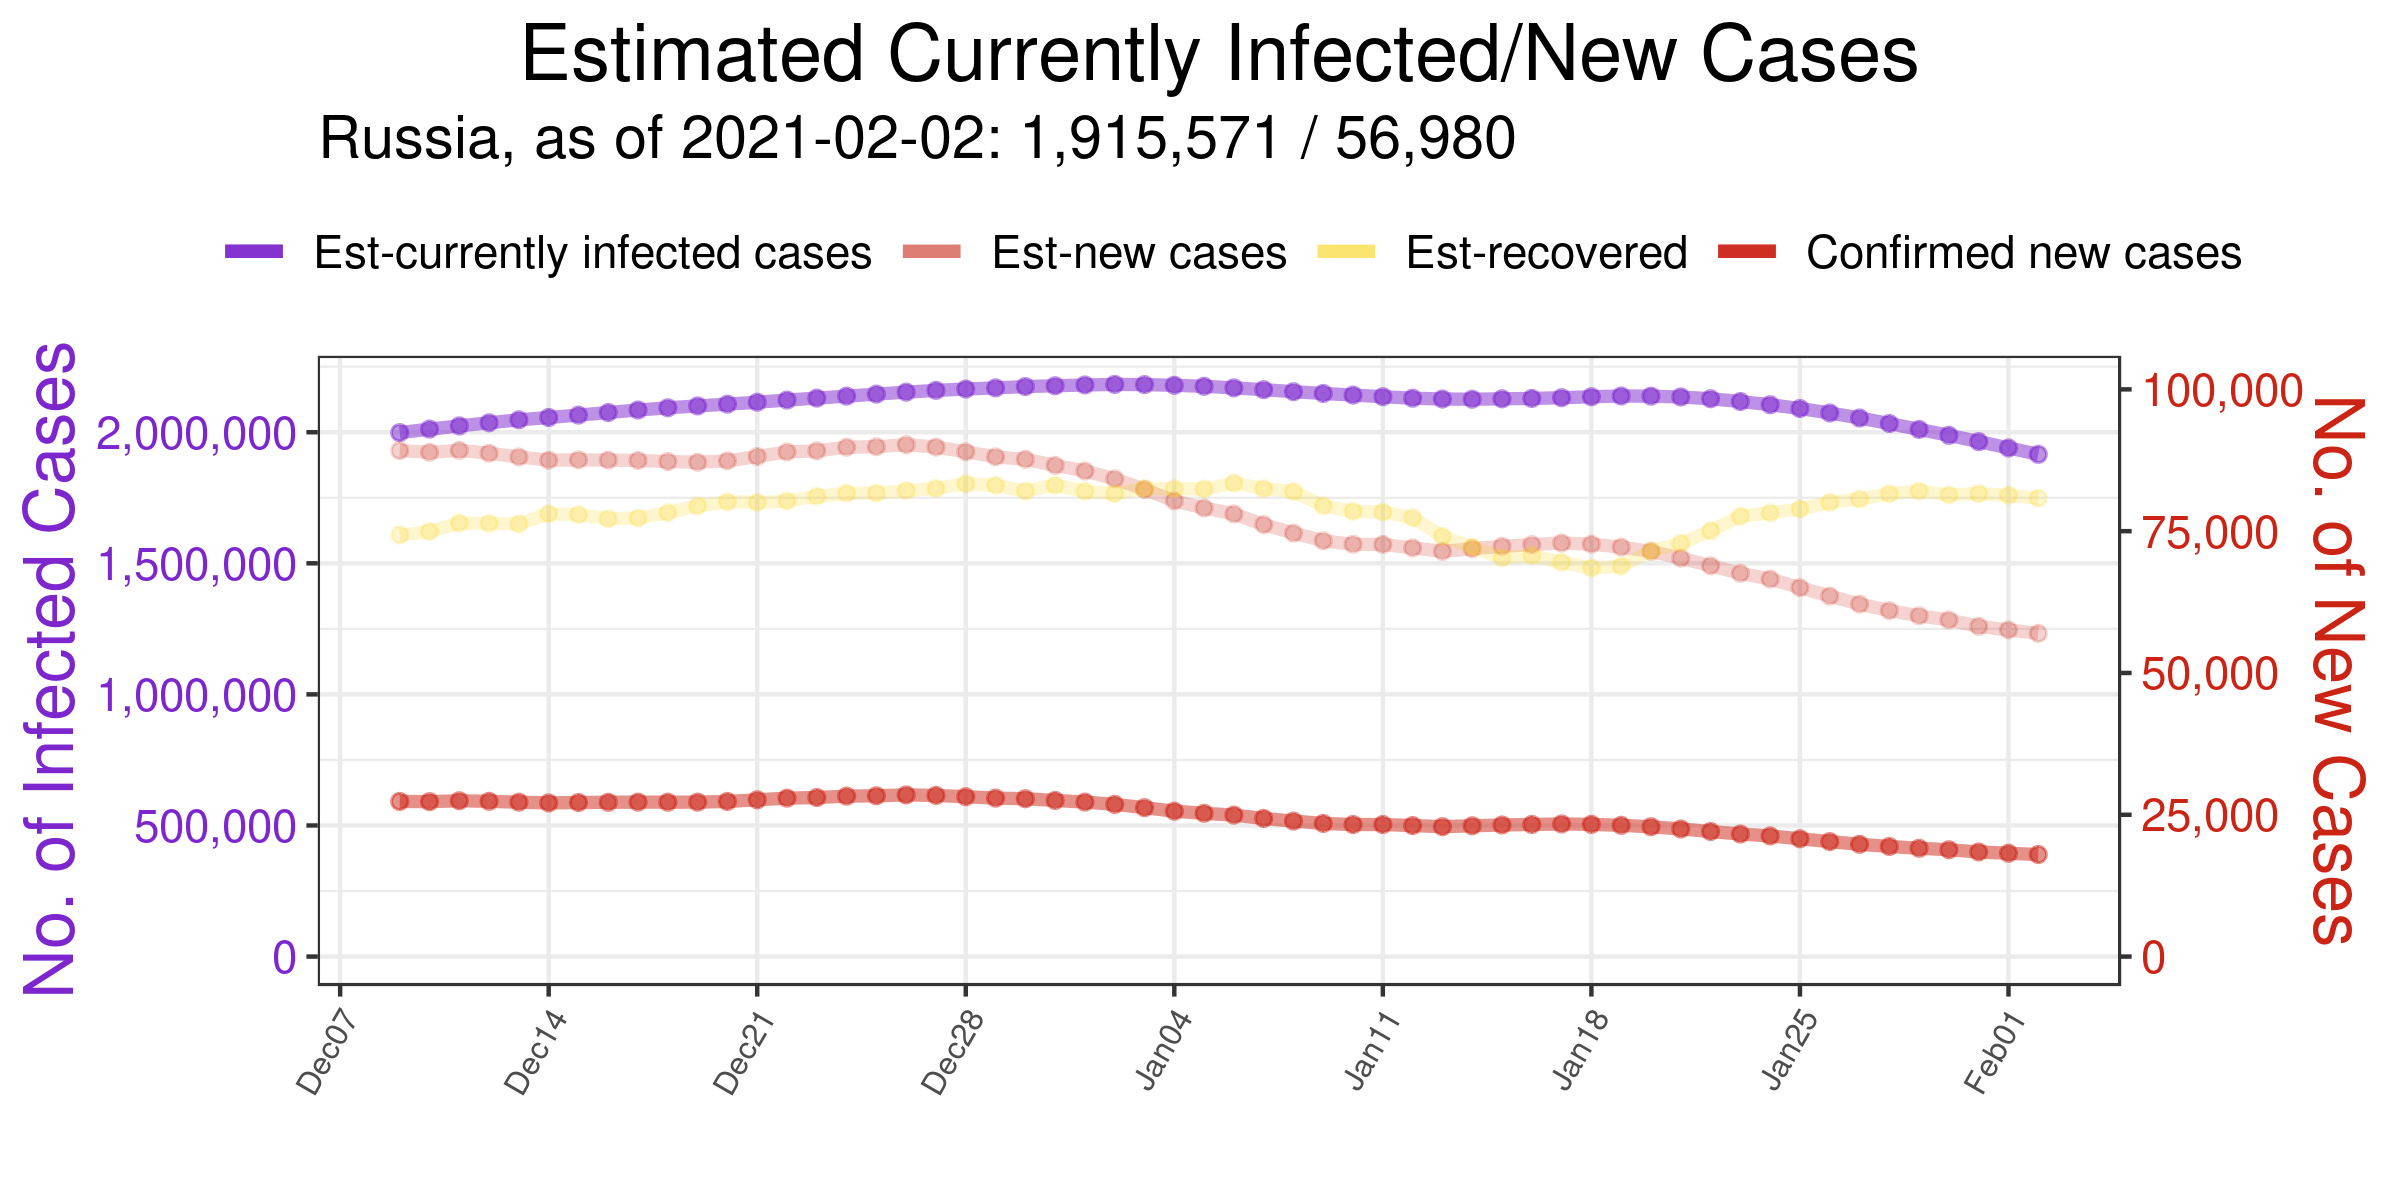 Estimated Currently Infected/New Cases
Russia, as of 2021-02-02: 1,915,571 / 56,980
Est-currently infected cases Est-new cases Est-recovered Confirmed new cases
No. of Infected Cases
2,000,000
1,500,000
1,000,000
500,000
0
100,000
75,000
50,000
25,000
0
No. of New Cases
Dec07 Dec14 Dec21 Dec28 Jan04 Jan11 Jan18 Jan25 Feb01